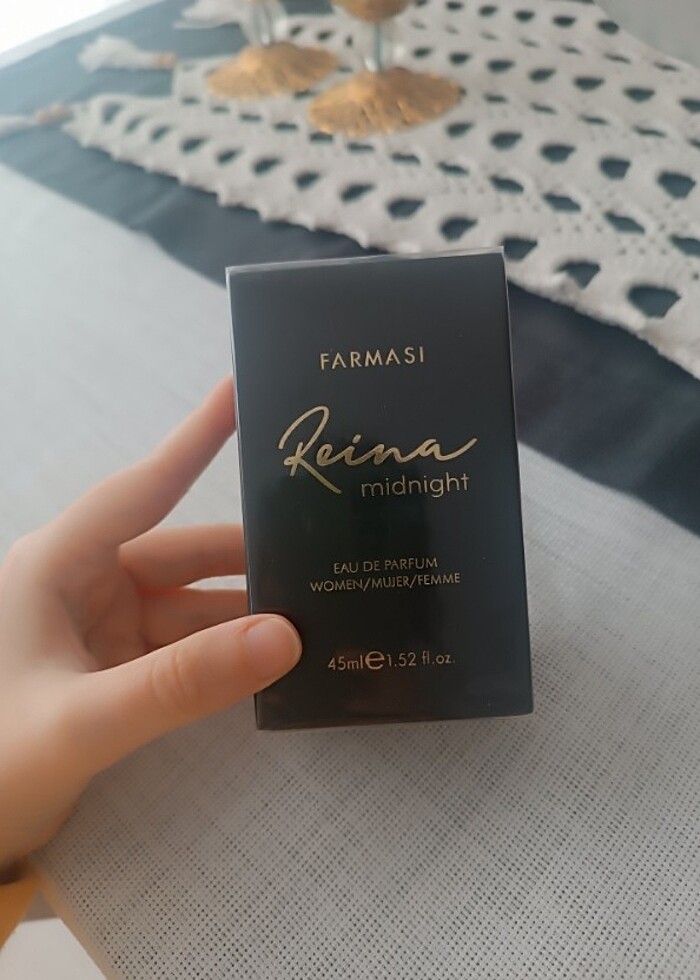 FARMASI
Reina
midnight
EAU DE PARFUM
WOMEN/MUJER/FEMME
45ml℮1.52 fl.oz.